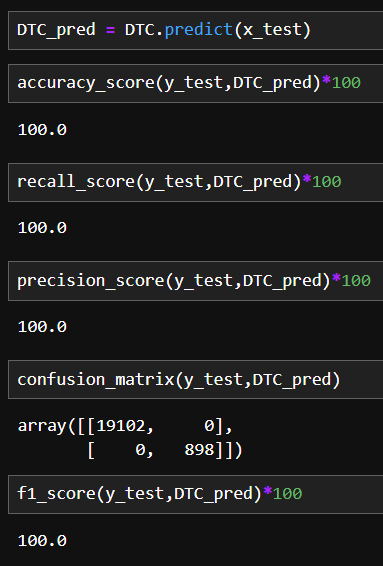 DTC_pred = DTC.predict(x_test)
accuracy_score(y_test,DTC_pred)*100
100.0
recall_score(y_test,DTC_pred)*100
100.0
precision_score(y_test,DTC_pred)*100
100.0
confusion_matrix(y_test,DTC_pred)
array([[19102,     0],
       [    0,   898]])
f1_score(y_test,DTC_pred)*100
100.0